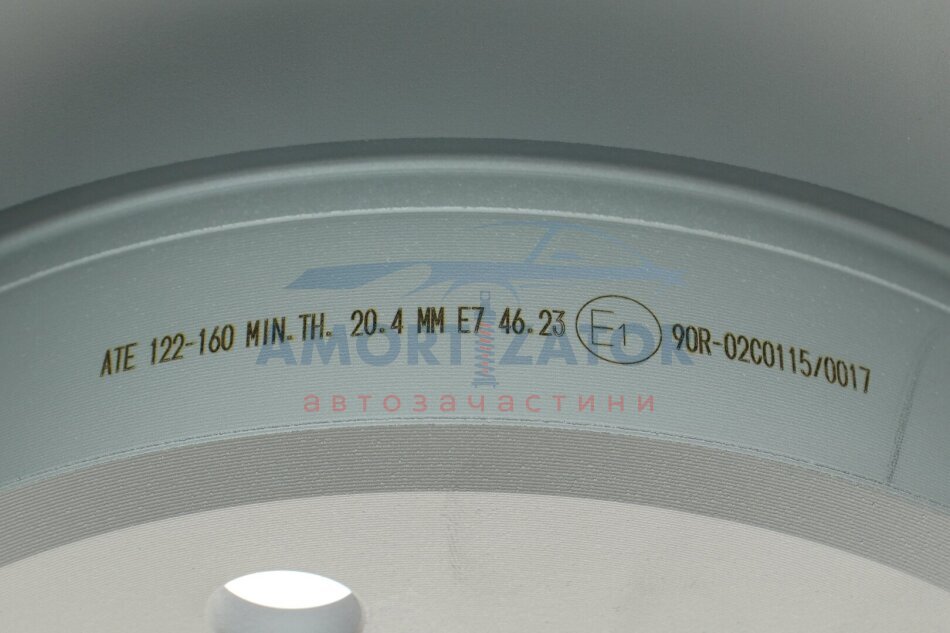 ATE 122-160 MIN.TH. 20.4 MM E7 46.23 E1 90R-02C0115/0017
AMORTIZATOR
автозачастини